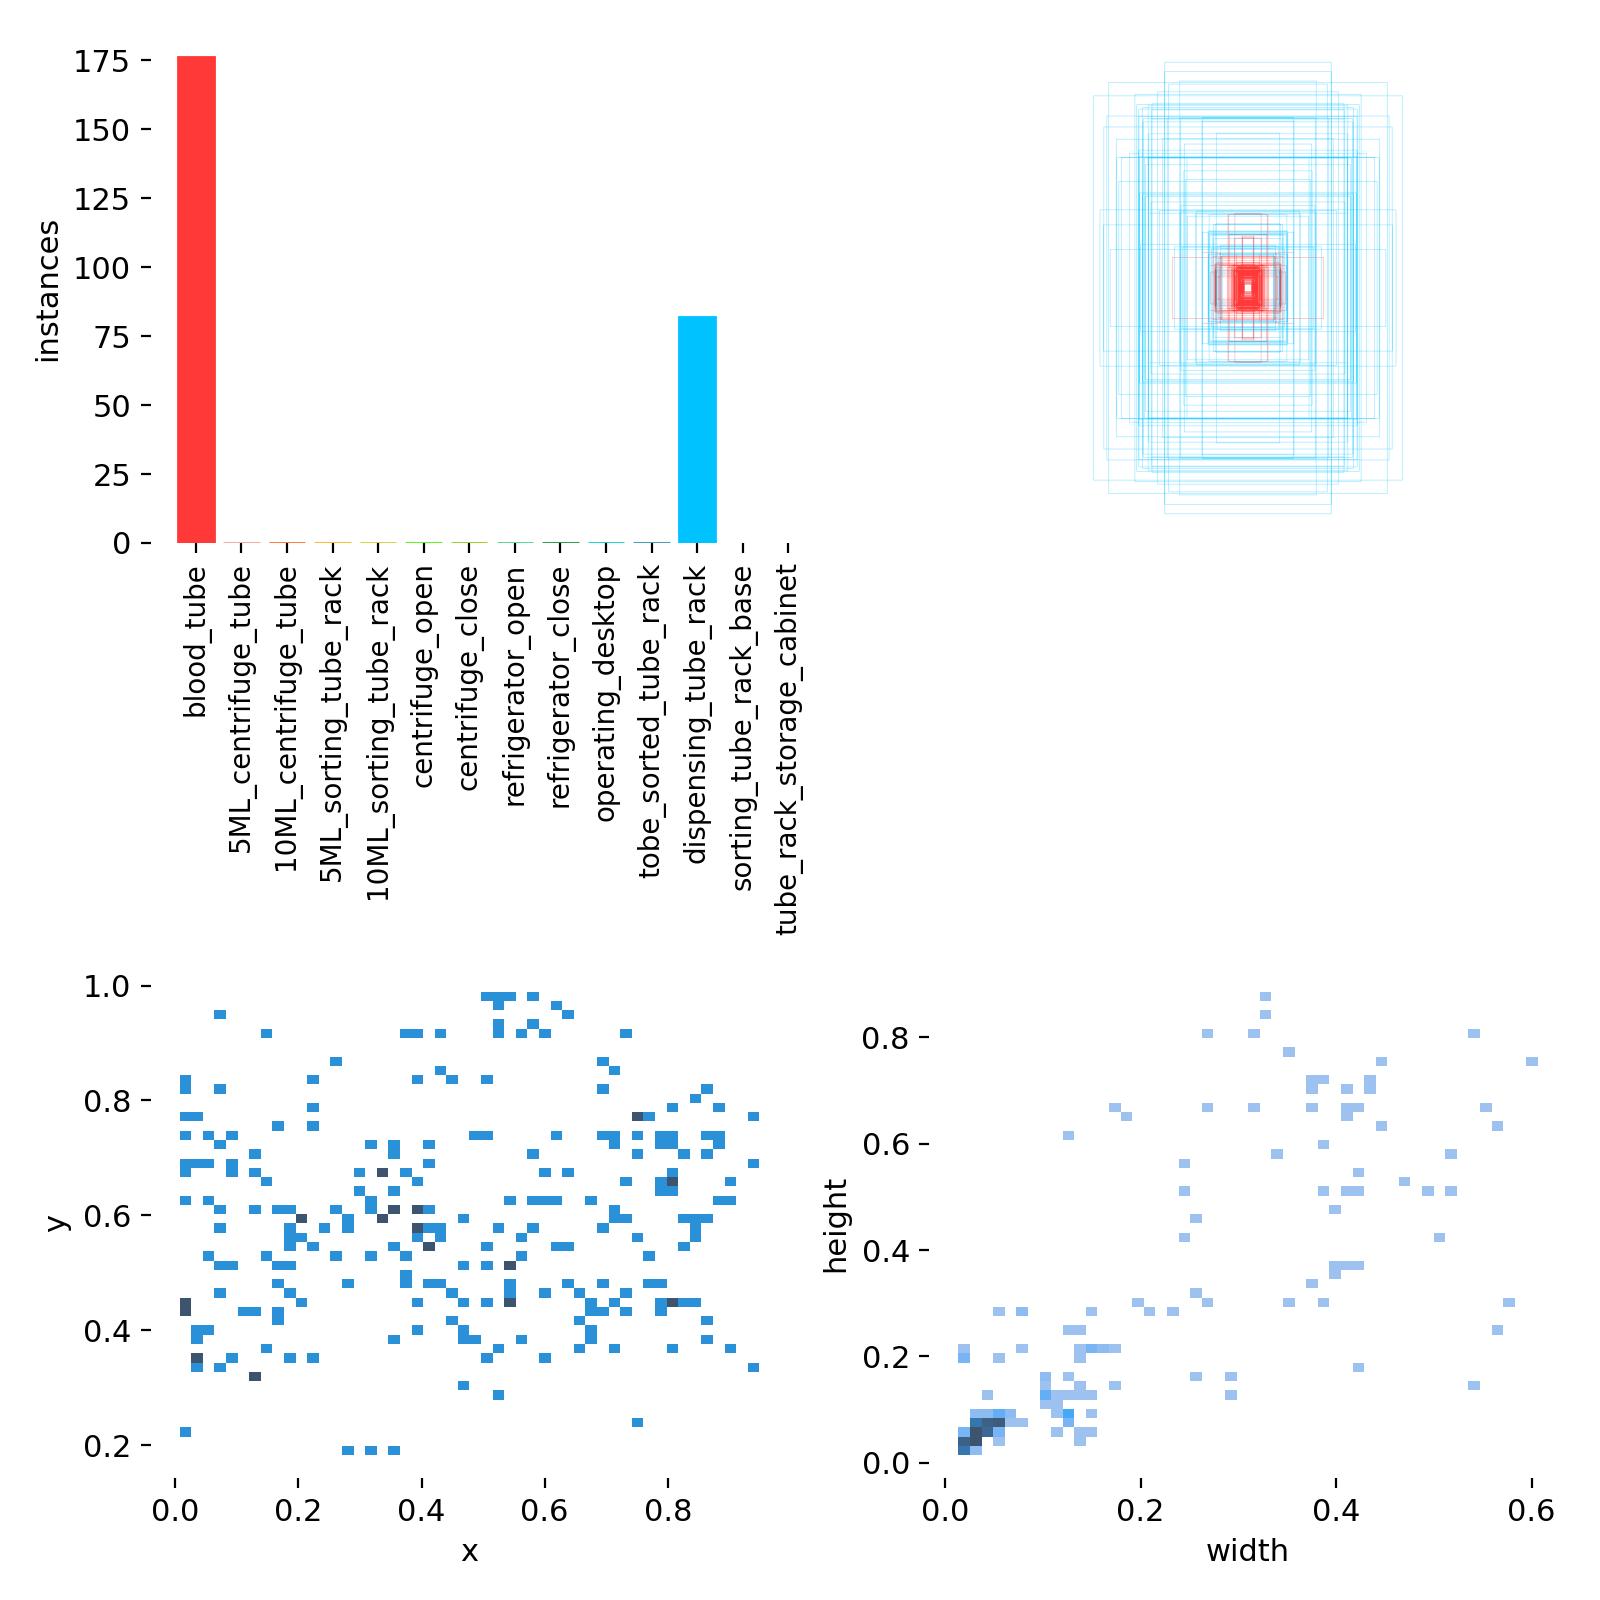 instances
175
150
125
100
75
50
25
0
blood_tube
5ML_centrifuge_tube
10ML_centrifuge_tube
5ML_sorting_tube_rack
10ML_sorting_tube_rack
centrifuge_open
centrifuge_close
refrigerator_open
refrigerator_close
operating_desktop
tobe_sorted_tube_rack
dispensing_tube_rack
sorting_tube_rack_base
tube_rack_storage_cabinet
y
1.0
0.8
0.6
0.4
0.2
0.0 0.2 0.4 0.6 0.8
x
height
0.8
0.6
0.4
0.2
0.0
0.0 0.2 0.4 0.6
width